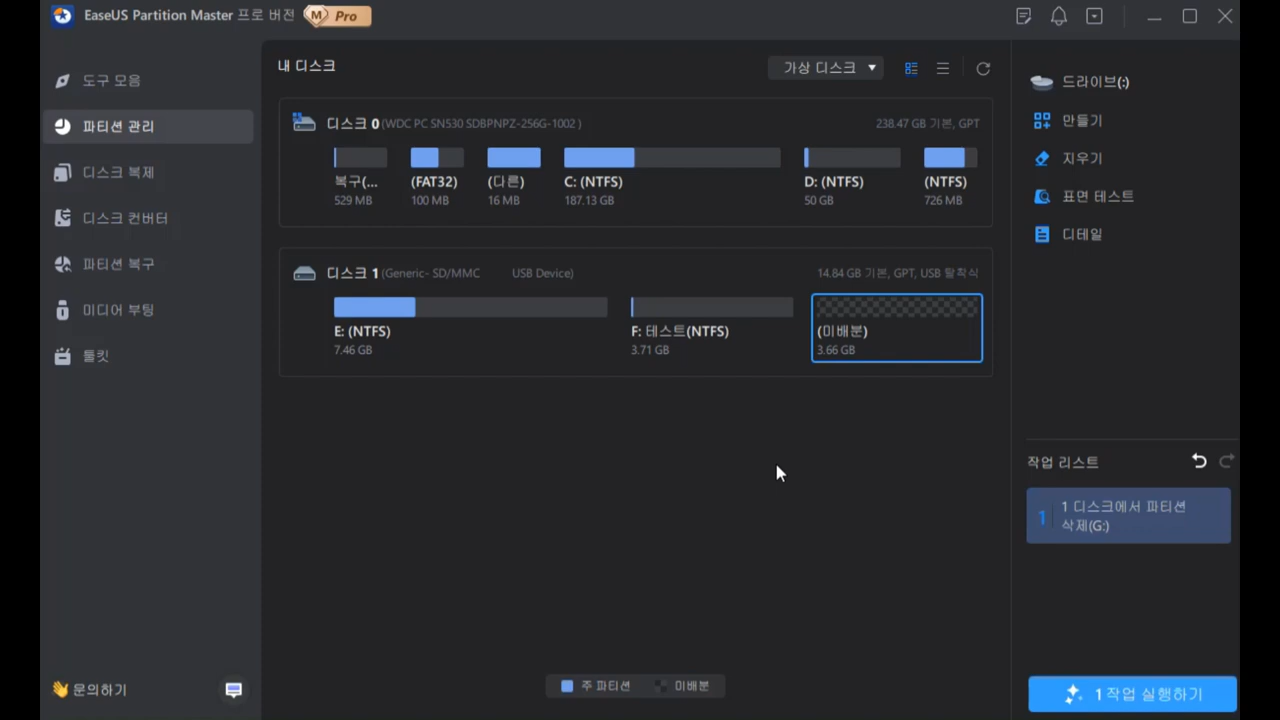 EaseUS Partition Master 프로 버전 M Pro
도구 모음
파티션 관리
디스크 복제
디스크 컨버터
파티션 복구
미디어 부팅
툴킷
문의하기
내 디스크
가상 디스크
디스크 0 (WDC PC SN530 SDBPNPZ-256G-1002 )
238.47 GB 기본, GPT
복구(...
529 MB
(FAT32)
100 MB
(다른)
16 MB
C: (NTFS)
187.13 GB
D: (NTFS)
50 GB
(NTFS)
726 MB
디스크 1 (Generic- SD/MMC USB Device)
14.84 GB 기본, GPT, USB 탈착식
E: (NTFS)
7.46 GB
F: 테스트(NTFS)
3.71 GB
(미배분)
3.66 GB
주 파티션
미배분
드라이브(:)
만들기
지우기
표면 테스트
디테일
작업 리스트
1
1 디스크에서 파티션
삭제(G:)
1 작업 실행하기